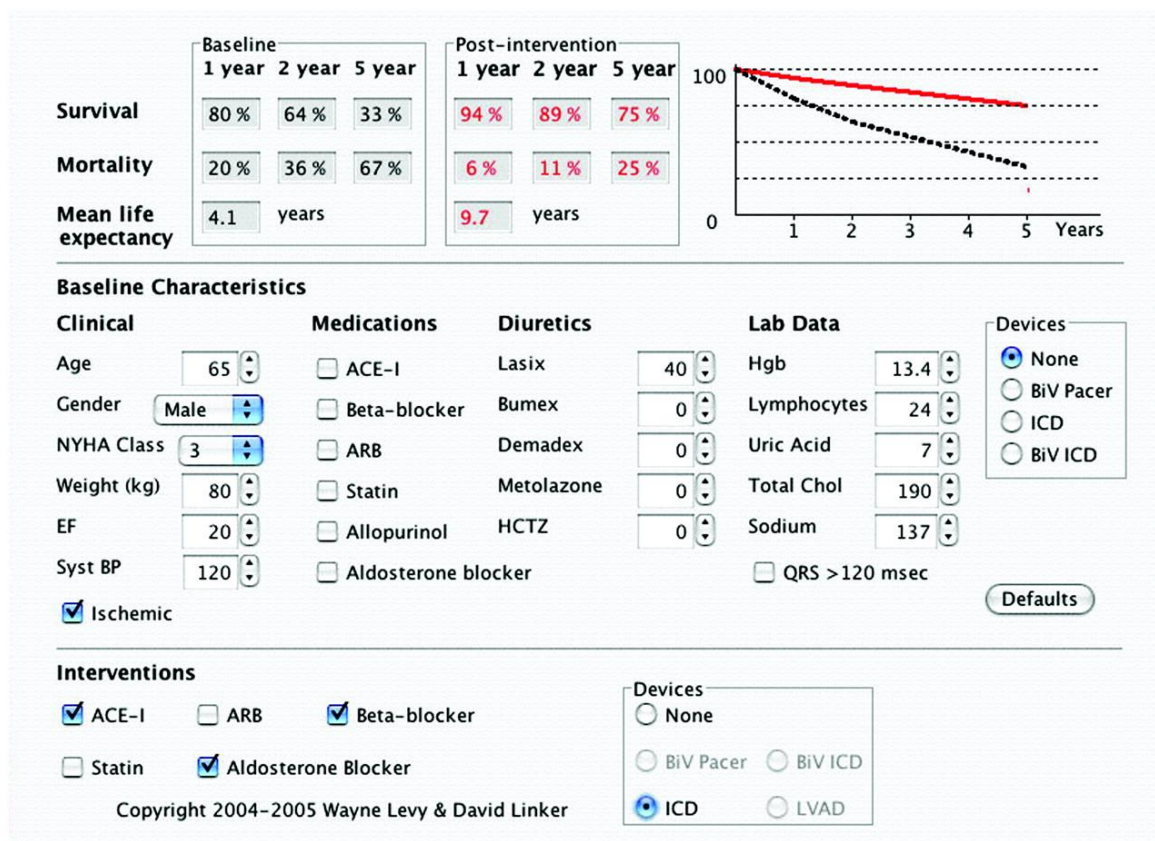 Baseline
1 year 2 year 5 year
Post-intervention
1 year 2 year 5 year
Survival 80 % 64 % 33 % 94 % 89 % 75 %
Mortality 20 % 36 % 67 % 6 % 11 % 25 %
Mean life expectancy 4.1 years 9.7 years
100
0
1 2 3 4 5 Years
Baseline Characteristics
Clinical
Age 65
Gender Male
NYHA Class 3
Weight (kg) 80
EF 20
Syst BP 120
Ischemic
Medications
ACE-I
Beta-blocker
ARB
Statin
Allopurinol
Aldosterone blocker
Diuretics
Lasix 40
Bumex 0
Demadex 0
Metolazone 0
HCTZ 0
Lab Data
Hgb 13.4
Lymphocytes 24
Uric Acid 7
Total Chol 190
Sodium 137
QRS >120 msec
Devices
None
BiV Pacer
ICD
BiV ICD
Defaults
Interventions
ACE-I ARB Beta-blocker
Statin Aldosterone Blocker
Copyright 2004-2005 Wayne Levy & David Linker
Devices
None
BiV Pacer BiV ICD
ICD LVAD